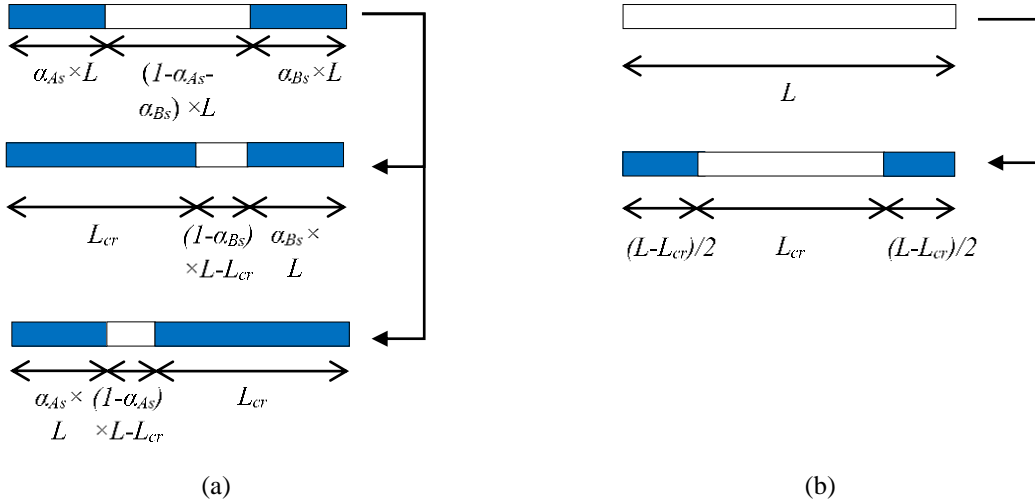 α_As×L
(1-α_As-
α_Bs) ×L
α_Bs×L
L_cr
(1-α_Bs)
×L-L_cr
α_Bs×
L
α_As×
L
(1-α_As)
×L-L_cr
L_cr
(a)
L
(L-L_cr)/2
L_cr
(L-L_cr)/2
(b)